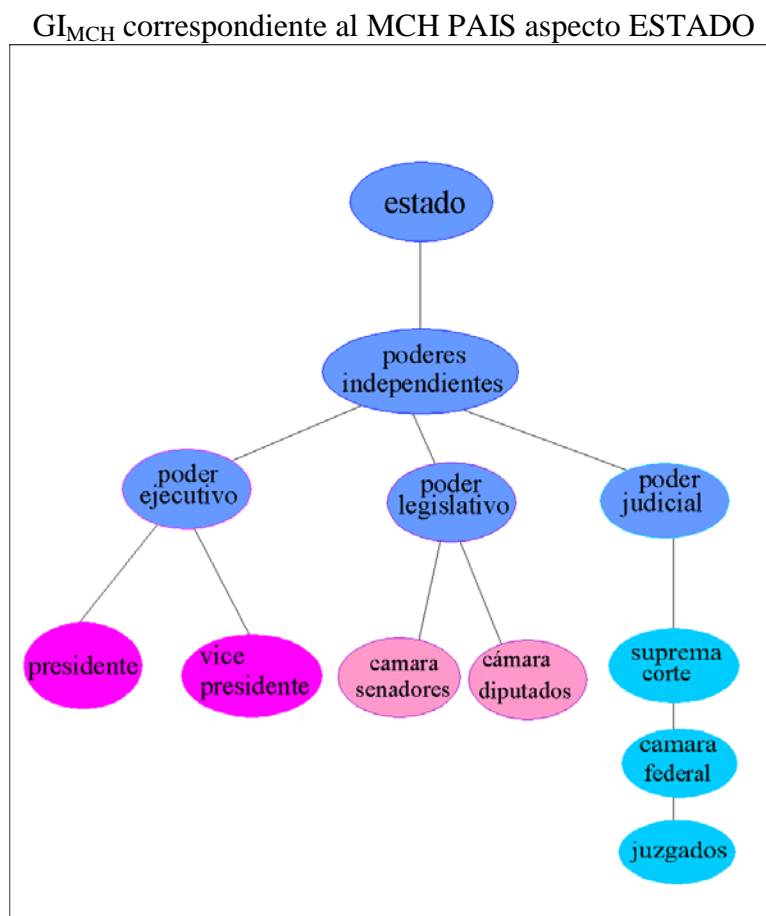 GIMCH correspondiente al MCH PAIS aspecto ESTADO
estado
poderes
independientes
poder
ejecutivo
poder
legislativo
poder
judicial
presidente
vice
presidente
camara
senadores
cámara
diputados
suprema
corte
camara
federal
juzgados